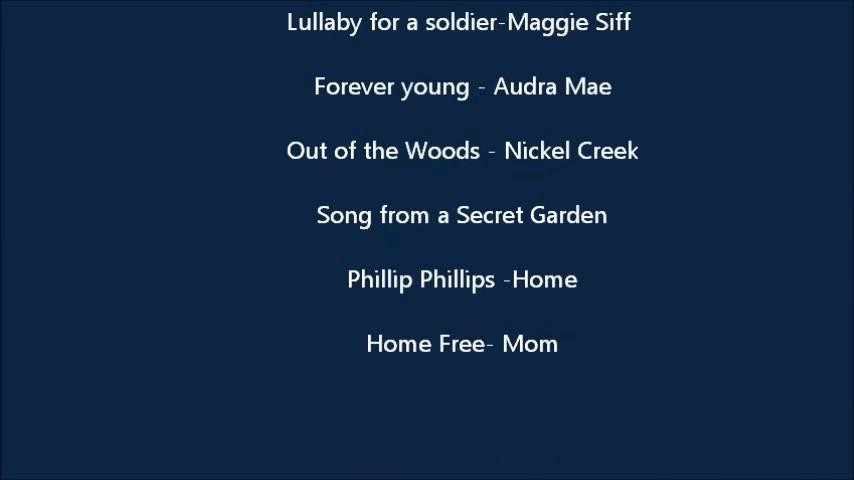 Lullaby for a soldier-Maggie Siff
Forever young - Audra Mae
Out of the Woods - Nickel Creek
Song from a Secret Garden
Phillip Phillips -Home
Home Free- Mom